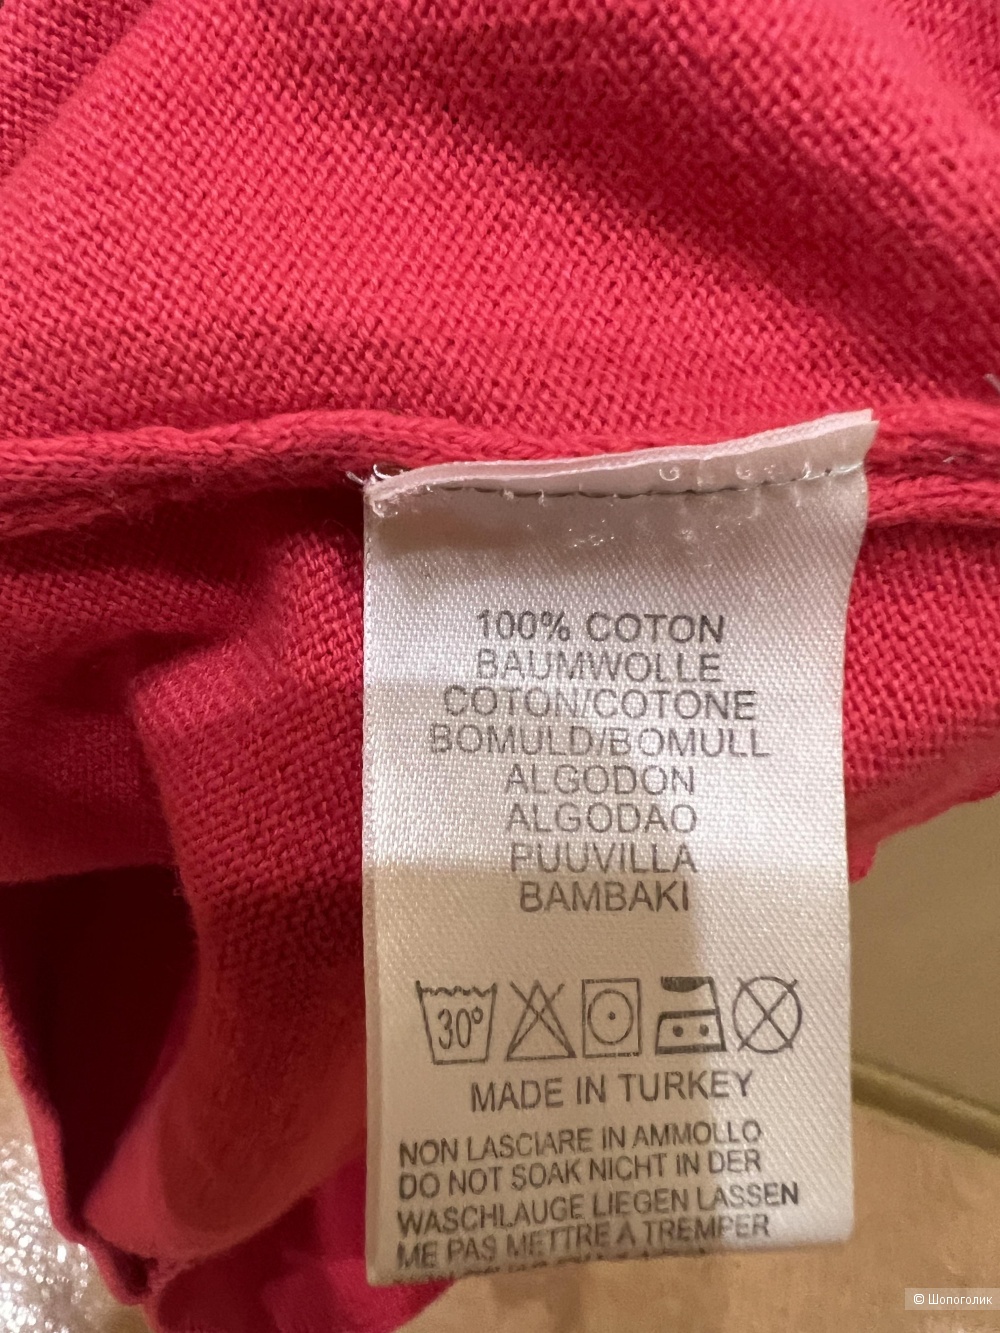 100% COTON
BAUMWOLLE
COTON/COTONE
BOMULD/BOMULL
ALGODON
ALGODAO
PUUVILLA
BAMBAKI
30°
MADE IN TURKEY
NON LASCIARE IN AMMOLLO
DO NOT SOAK NICHT IN DER
WASCHLAUGE LIEGEN LASSEN
ME PAS METTRE A TREMPER
© Шопоголик